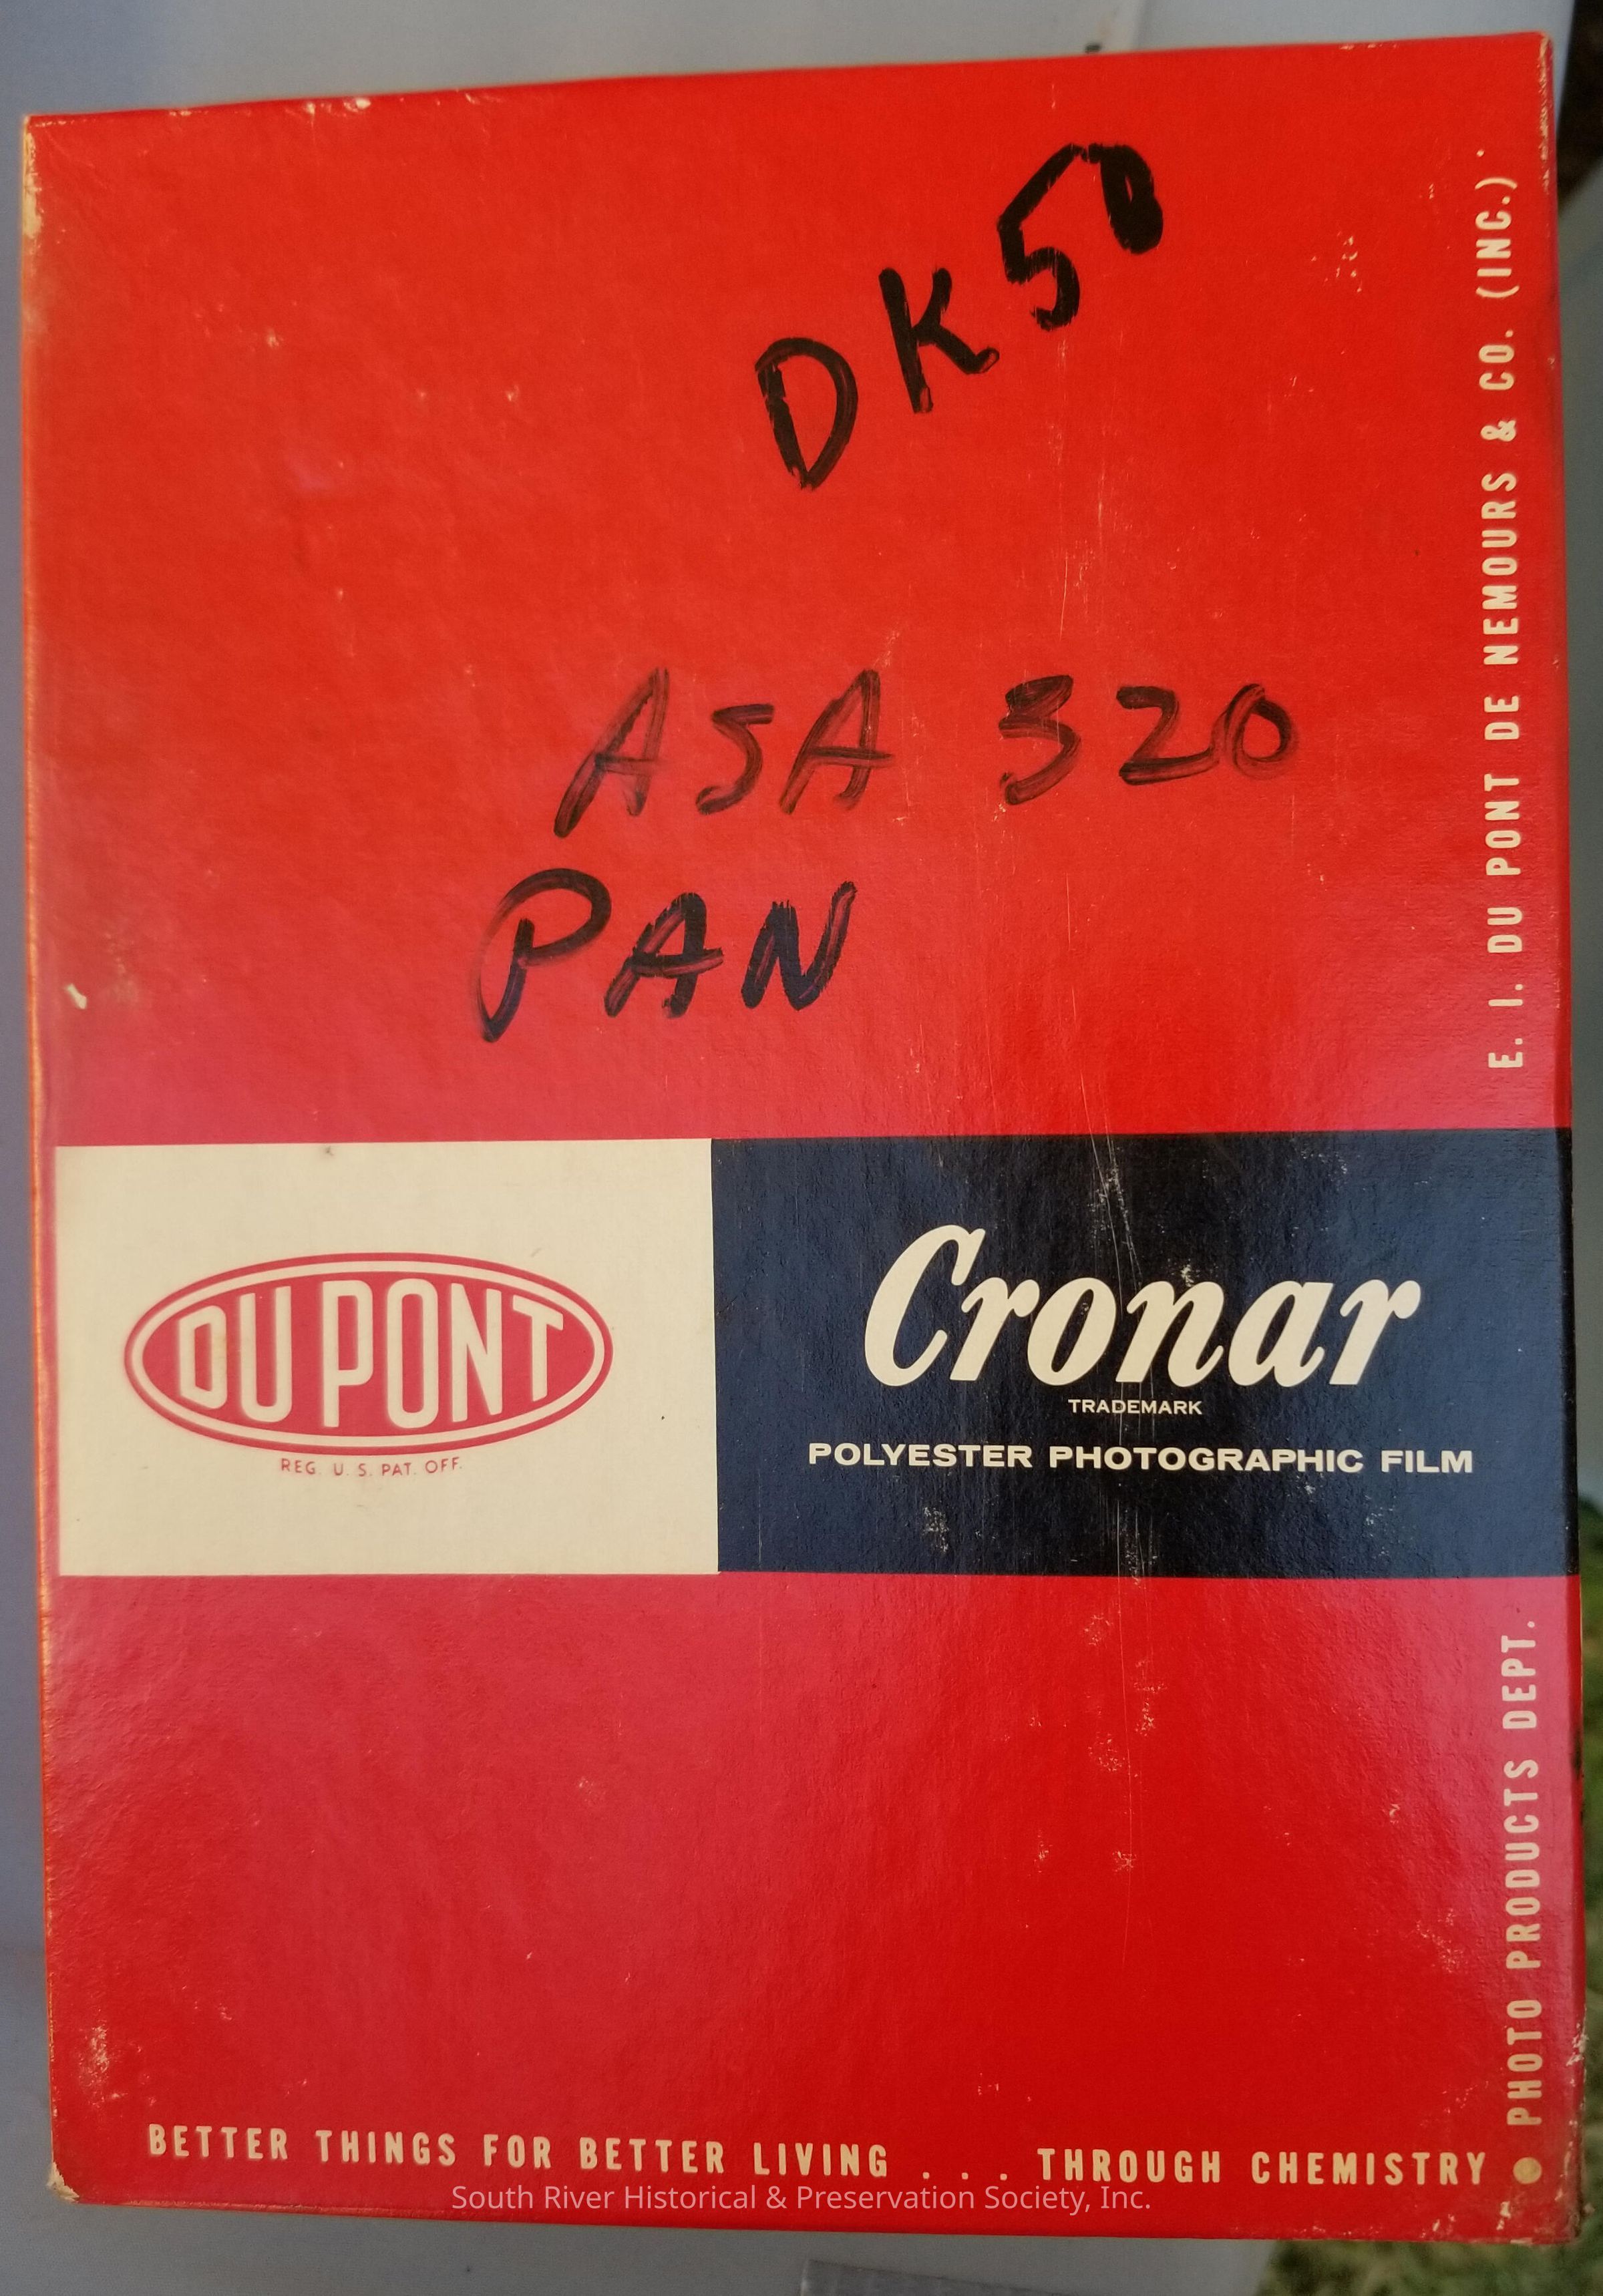 DK50
ASA 320
PAN
E. I. DU PONT DE NEMOURS & CO. (INC.)
DU PONT
REG. U. S. PAT. OFF.
Cronar
TRADEMARK
POLYESTER PHOTOGRAPHIC FILM
PHOTO PRODUCTS DEPT.
BETTER THINGS FOR BETTER LIVING . . . THROUGH CHEMISTRY
South River Historical & Preservation Society, Inc.